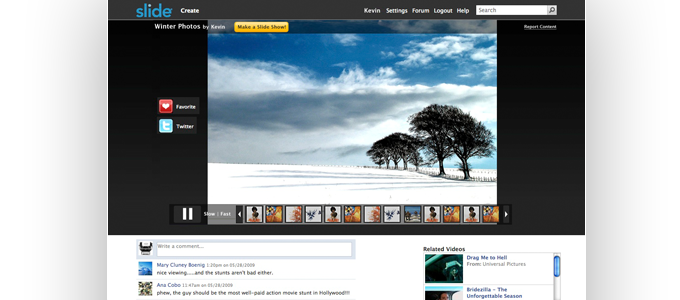 slide Create Kevin Settings Forum Logout Help Search
Winter Photos by Kevin Make a Slide Show! Report Content
Favorite
Twitter
Slow | Fast
Write a comment...
Mary Cluney Boenig 1:20pm on 05/28/2009
nice viewing.....and the stunts aren't bad either.
Ana Cobo 11:47am on 05/28/2009
phew, the guy should be the most well-paid action movie stunt in Hollywood!!!
Related Videos
Drag Me to Hell
From: Universal Pictures
Bridezilla - The
Unforgettable Season